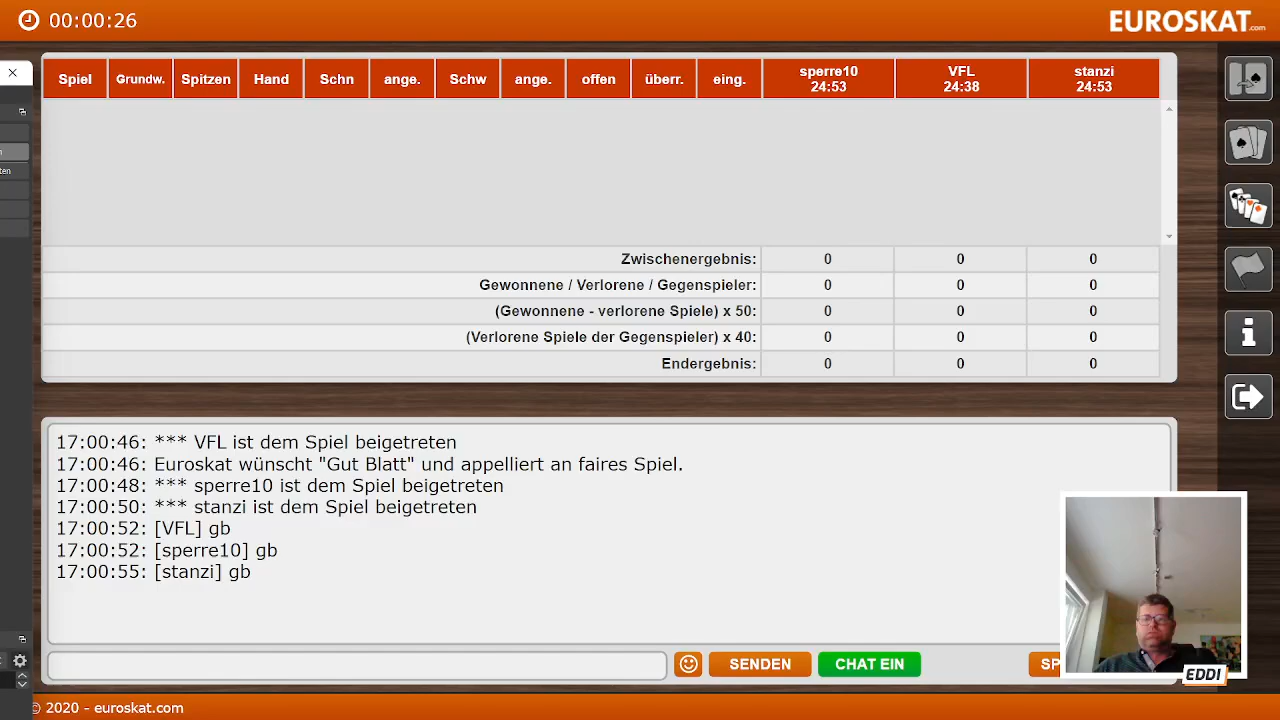 00:00:26
EUROSKAT.com
Spiel Grundw. Spitzen Hand Schn ange. Schw ange. offen überr. eing. sperre10 VFL stanzi
24:53 24:38 24:53
ten
Zwischenergebnis: 0 0 0
Gewonnene / Verlorene / Gegenspieler: 0 0 0
(Gewonnene - verlorene Spiele) x 50: 0 0 0
(Verlorene Spiele der Gegenspieler) x 40: 0 0 0
Endergebnis: 0 0 0
17:00:46: *** VFL ist dem Spiel beigetreten
17:00:46: Euroskat wünscht "Gut Blatt" und appelliert an faires Spiel.
17:00:48: *** sperre10 ist dem Spiel beigetreten
17:00:50: *** stanzi ist dem Spiel beigetreten
17:00:52: [VFL] gb
17:00:52: [sperre10] gb
17:00:55: [stanzi] gb
SENDEN
CHAT EIN
SP
EDDI
© 2020 - euroskat.com